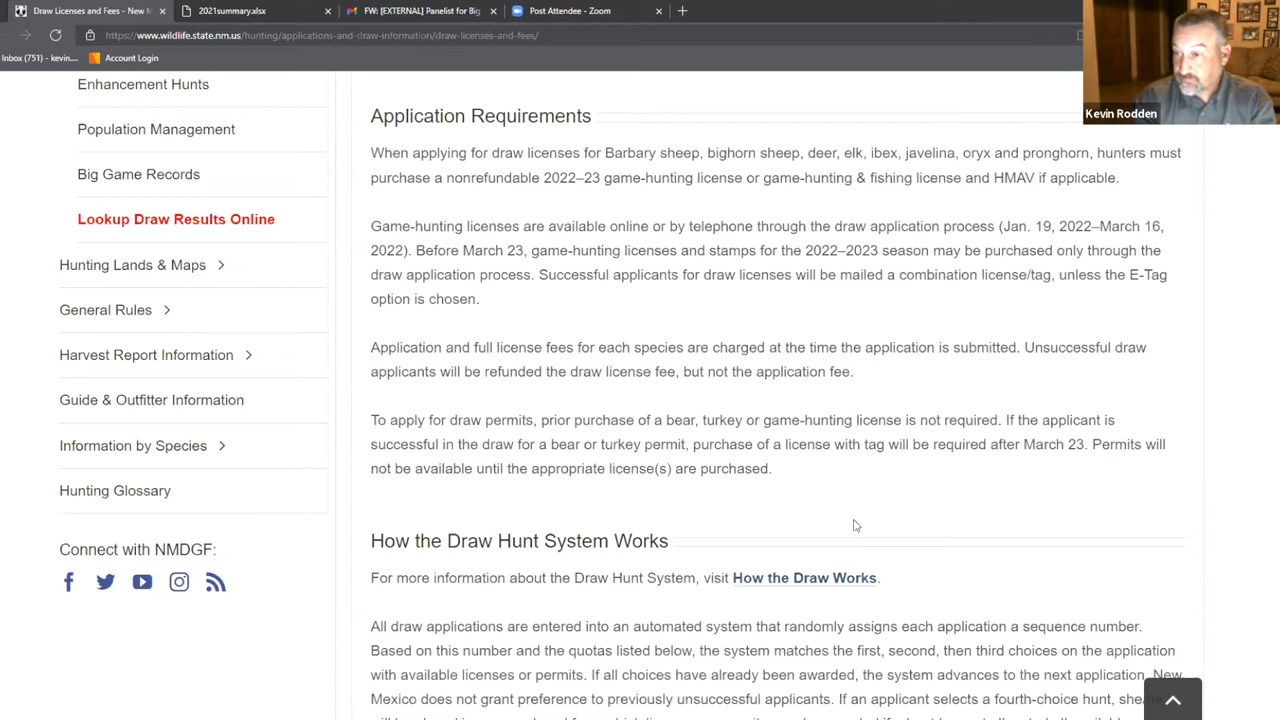 Draw Licenses and Fees - New M
2021summary.xlsx
FW: [EXTERNAL] Panelist for Big
Post Attendee - Zoom
https://www.wildlife.state.nm.us/hunting/applications-and-draw-information/draw-licenses-and-fees/
Inbox (751) - kevin....
Account Login
Kevin Rodden
Enhancement Hunts
Population Management
Big Game Records
Lookup Draw Results Online
Hunting Lands & Maps
General Rules
Harvest Report Information
Guide & Outfitter Information
Information by Species
Hunting Glossary
Connect with NMDGF:
Application Requirements
When applying for draw licenses for Barbary sheep, bighorn sheep, deer, elk, ibex, javelina, oryx and pronghorn, hunters must
purchase a nonrefundable 2022–23 game-hunting license or game-hunting & fishing license and HMAV if applicable.
Game-hunting licenses are available online or by telephone through the draw application process (Jan. 19, 2022–March 16,
2022). Before March 23, game-hunting licenses and stamps for the 2022–2023 season may be purchased only through the
draw application process. Successful applicants for draw licenses will be mailed a combination license/tag, unless the E-Tag
option is chosen.
Application and full license fees for each species are charged at the time the application is submitted. Unsuccessful draw
applicants will be refunded the draw license fee, but not the application fee.
To apply for draw permits, prior purchase of a bear, turkey or game-hunting license is not required. If the applicant is
successful in the draw for a bear or turkey permit, purchase of a license with tag will be required after March 23. Permits will
not be available until the appropriate license(s) are purchased.
How the Draw Hunt System Works
For more information about the Draw Hunt System, visit How the Draw Works.
All draw applications are entered into an automated system that randomly assigns each application a sequence number.
Based on this number and the quotas listed below, the system matches the first, second, then third choices on the application
with available licenses or permits. If all choices have already been awarded, the system advances to the next application. New
Mexico does not grant preference to previously unsuccessful applicants. If an applicant selects a fourth-choice hunt, she/